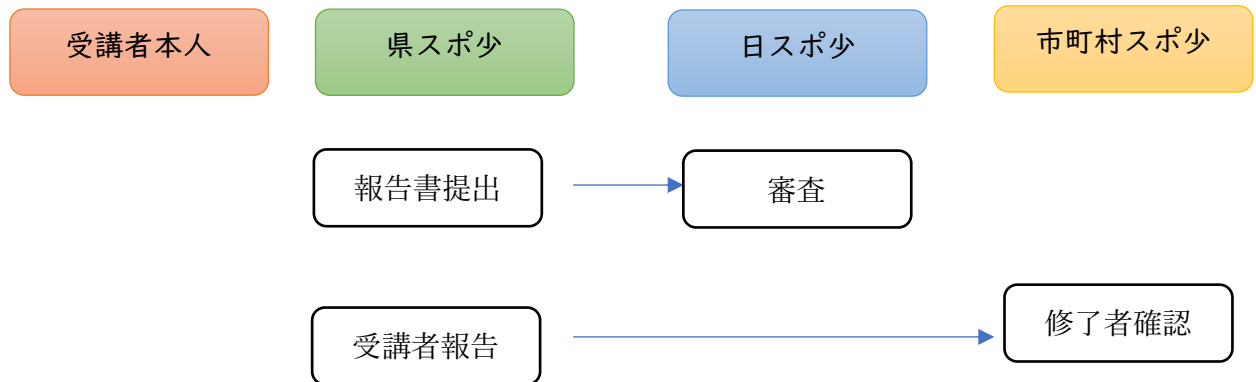 受講者本人
県スポ少
日スポ少
市町村スポ少
報告書提出
審査
受講者報告
修了者確認